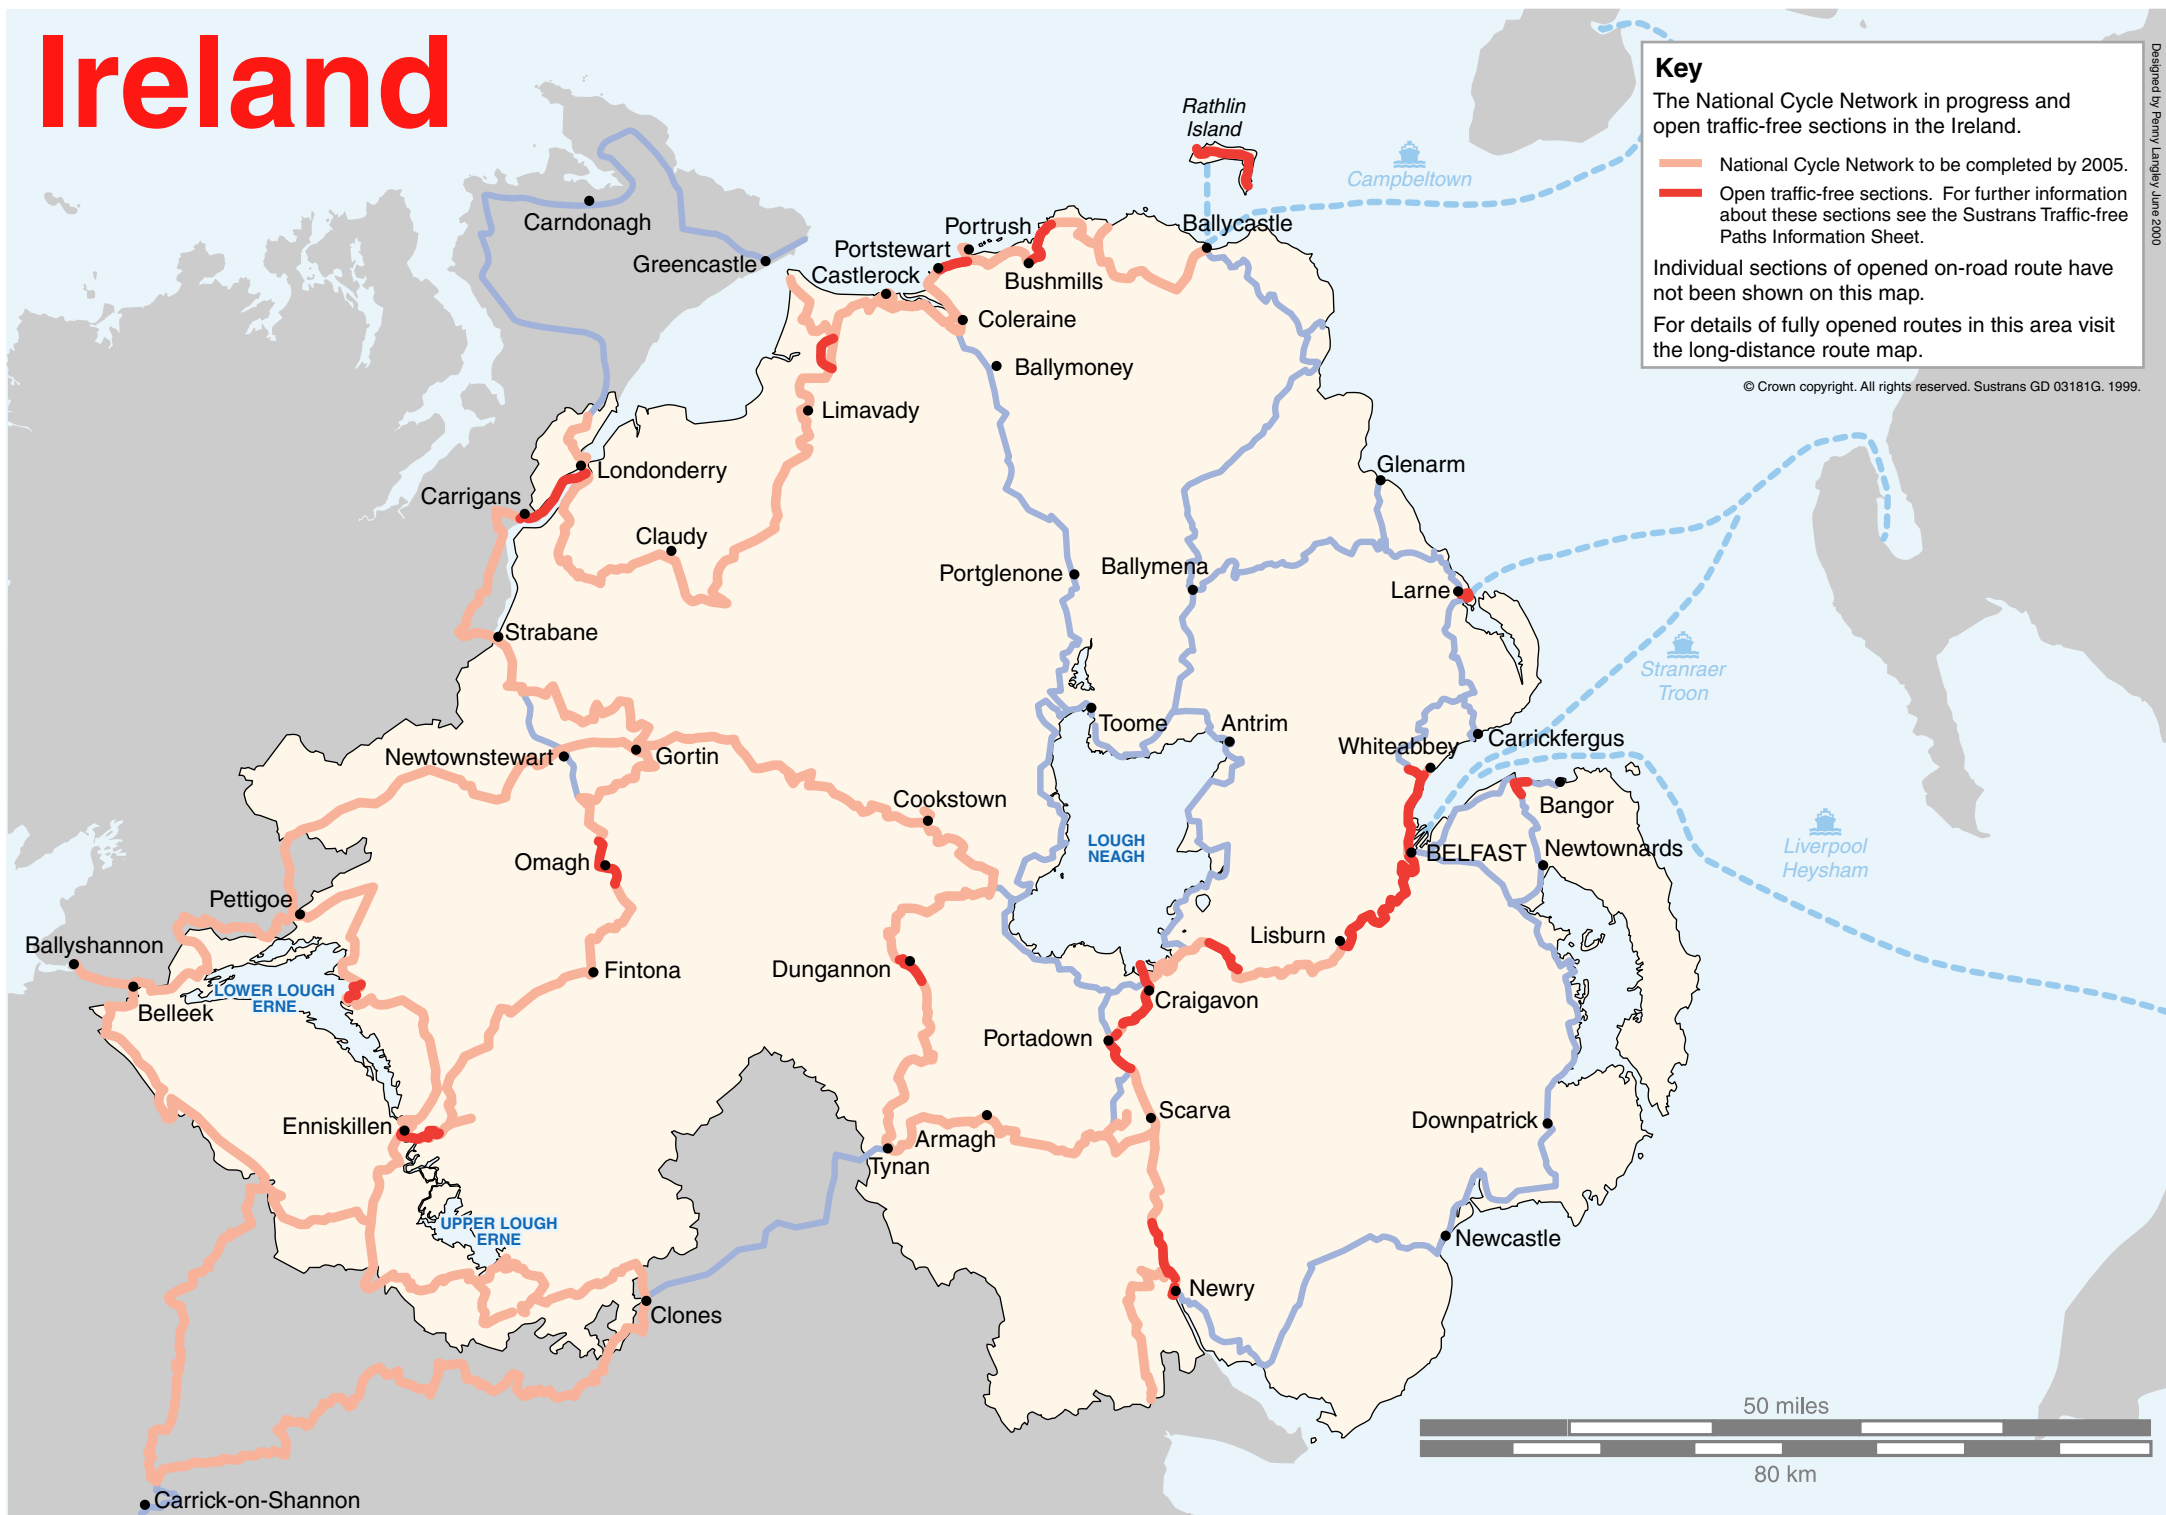 Ireland
Key
The National Cycle Network in progress and
open traffic-free sections in the Ireland.
National Cycle Network to be completed by 2005.
Open traffic-free sections. For further information
about these sections see the Sustrans Traffic-free
Paths Information Sheet.
Individual sections of opened on-road route have
not been shown on this map.
For details of fully opened routes in this area visit
the long-distance route map.
© Crown copyright. All rights reserved. Sustrans GD 03181G. 1999.
Designed by Penny Langley June 2000
Rathlin
Island
Campbeltown
Carndonagh
Greencastle
Portrush
Portstewart
Castlerock
Ballycastle
Bushmills
Coleraine
Ballymoney
Limavady
Londonderry
Carrigans
Claudy
Glenarm
Portglenone
Ballymena
Larne
Strabane
Stranraer
Troon
Toome
Antrim
Whiteabbey
Carrickfergus
Newtownstewart
Gortin
Cookstown
Bangor
LOUGH
NEAGH
BELFAST
Newtownards
Liverpool
Heysham
Omagh
Pettigoe
Ballyshannon
Lisburn
Fintona
Dungannon
LOWER LOUGH
ERNE
Belleek
Craigavon
Portadown
Scarva
Enniskillen
Armagh
Downpatrick
Tynan
UPPER LOUGH
ERNE
Newcastle
Newry
Clones
Carrick-on-Shannon
50 miles
80 km